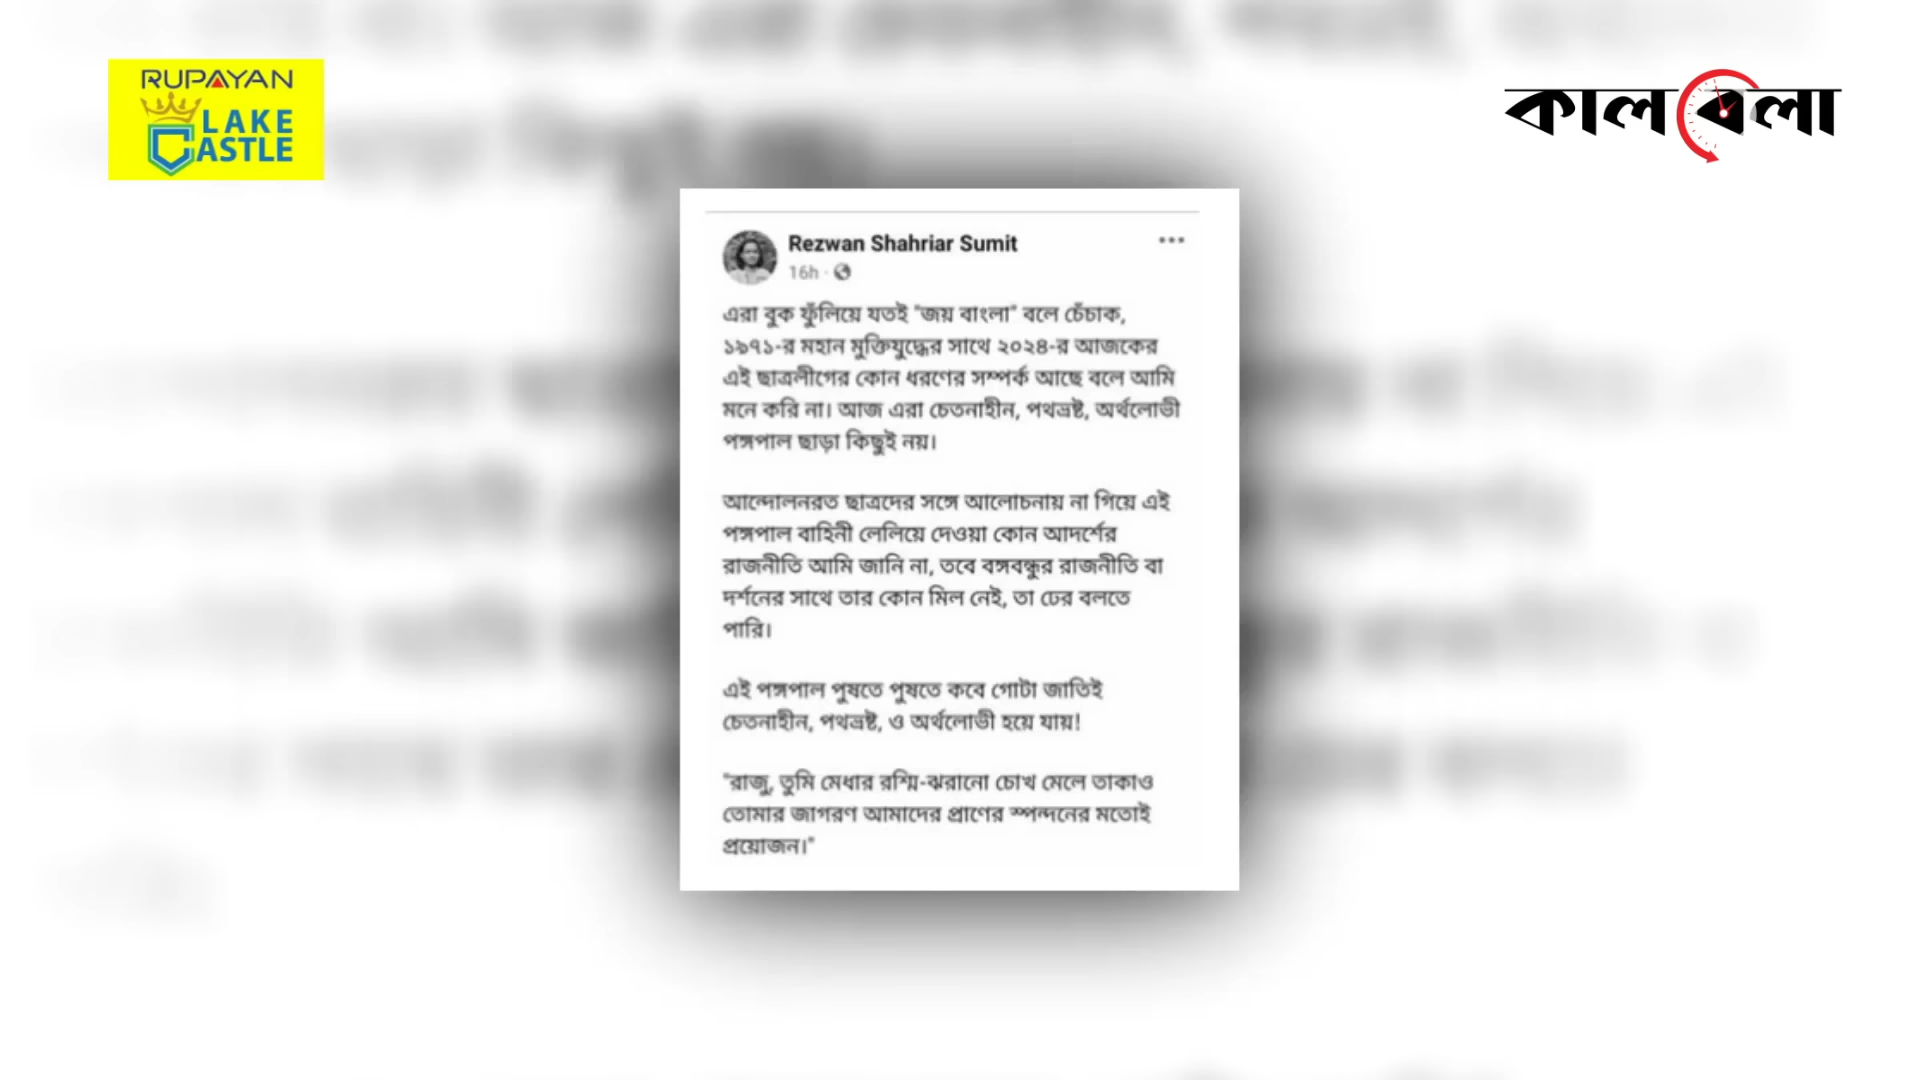 RUPAYAN
LAKE
CASTLE
কালবেলা
Rezwan Shahriar Sumit
16h
এরা বুক ফুঁলিয়ে যতই "জয় বাংলা" বলে চেঁচাক,
১৯৭১-র মহান মুক্তিযুদ্ধের সাথে ২০২৪-র আজকের
এই ছাত্রলীগের কোন ধরণের সম্পর্ক আছে বলে আমি
মনে করি না। আজ এরা চেতনাহীন, পথভ্রষ্ট, অর্থলোভী
পঙ্গপাল ছাড়া কিছুই নয়।
আন্দোলনরত ছাত্রদের সঙ্গে আলোচনায় না গিয়ে এই
পঙ্গপাল বাহিনী লেলিয়ে দেওয়া কোন আদর্শের
রাজনীতি আমি জানি না, তবে বঙ্গবন্ধুর রাজনীতি বা
দর্শনের সাথে তার কোন মিল নেই, তা ঢের বলতে
পারি।
এই পঙ্গপাল পুষতে পুষতে কবে গোটা জাতিই
চেতনাহীন, পথভ্রষ্ট, ও অর্থলোভী হয়ে যায়!
"রাজু, তুমি মেধার রশ্মি-ঝরানো চোখ মেলে তাকাও
তোমার জাগরণ আমাদের প্রাণের স্পন্দনের মতোই
প্রয়োজন।"